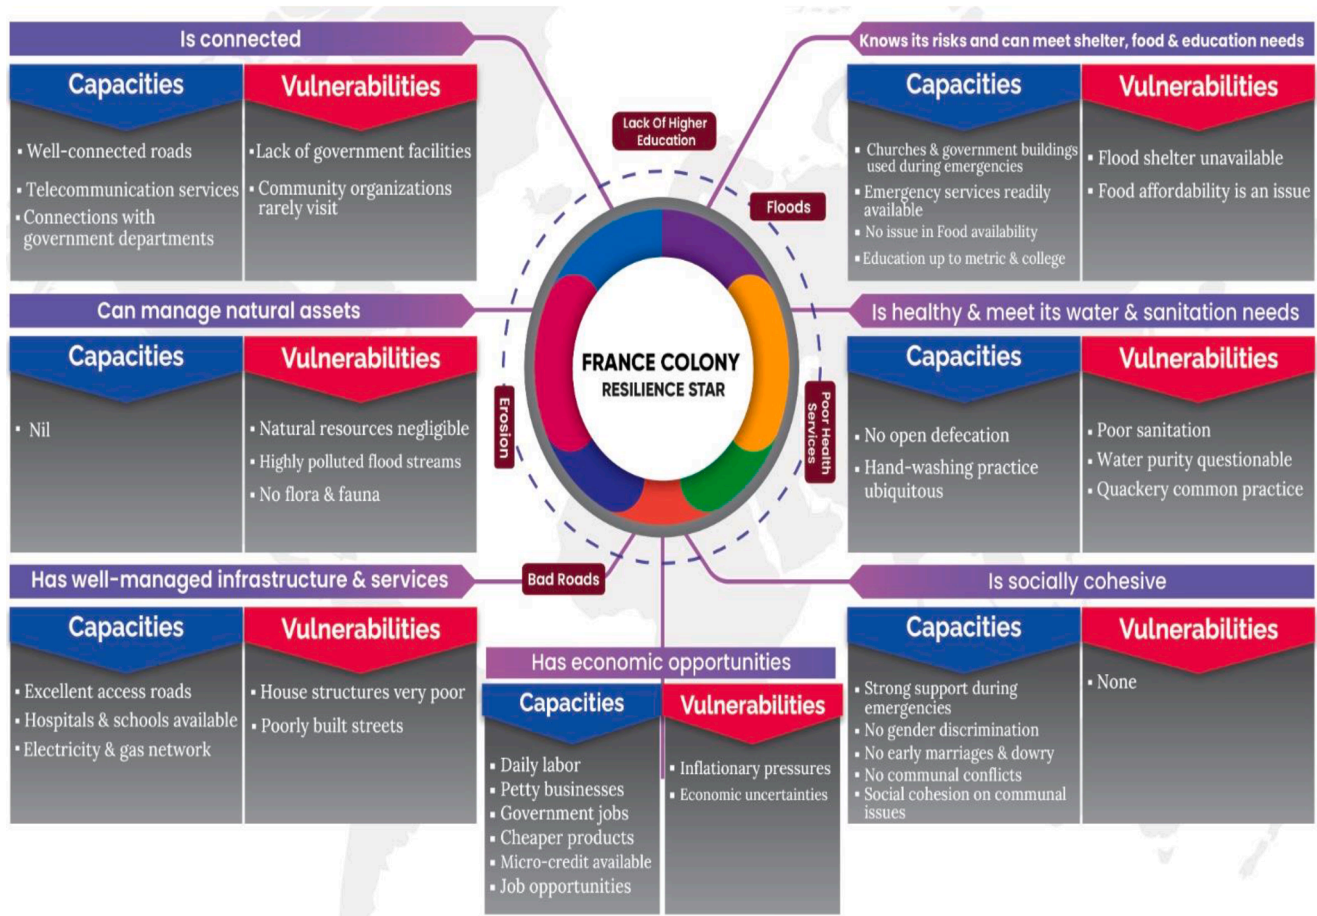 Is connected
Capacities
Vulnerabilities
▪ Well-connected roads
▪ Telecommunication services
▪ Connections with
government departments
▪ Lack of government facilities
▪ Community organizations
rarely visit
Knows its risks and can meet shelter, food & education needs
Capacities
Vulnerabilities
▪ Churches & government buildings
used during emergencies
▪ Emergency services readily
available
▪ No issue in Food availability
▪ Education up to metric & college
▪ Flood shelter unavailable
▪ Food affordability is an issue
Lack Of Higher
Education
Floods
Can manage natural assets
Capacities
Vulnerabilities
▪ Nil
▪ Natural resources negligible
▪ Highly polluted flood streams
▪ No flora & fauna
FRANCE COLONY
RESILIENCE STAR
Erosion
Poor Health
Services
Is healthy & meet its water & sanitation needs
Capacities
Vulnerabilities
▪ No open defecation
▪ Hand-washing practice
ubiquitous
▪ Poor sanitation
▪ Water purity questionable
▪ Quackery common practice
Has well-managed infrastructure & services
Bad Roads
Capacities
Vulnerabilities
▪ Excellent access roads
▪ Hospitals & schools available
▪ Electricity & gas network
▪ House structures very poor
▪ Poorly built streets
Has economic opportunities
Capacities
Vulnerabilities
▪ Daily labor
▪ Petty businesses
▪ Government jobs
▪ Cheaper products
▪ Micro-credit available
▪ Job opportunities
▪ Inflationary pressures
▪ Economic uncertainties
Is socially cohesive
Capacities
Vulnerabilities
▪ Strong support during
emergencies
▪ No gender discrimination
▪ No early marriages & dowry
▪ No communal conflicts
▪ Social cohesion on communal
issues
▪ None